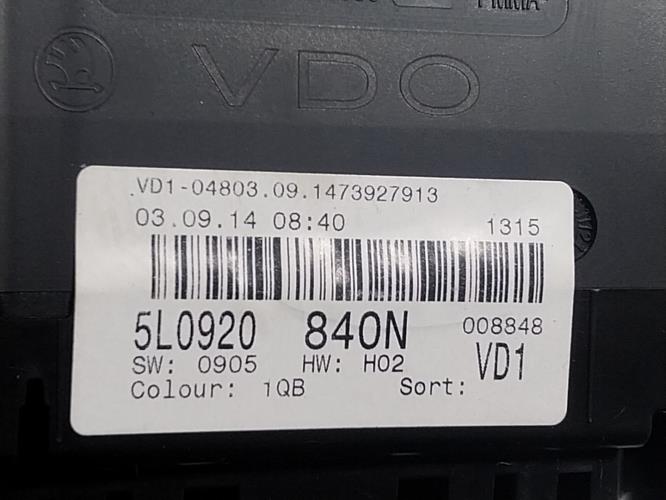 VDO
.VD1-04803.09.1473927913
03.09.14 08:40 1315
5L0920 840N 008848
SW: 0905 HW: H02 VD1
Colour: 1QB Sort: